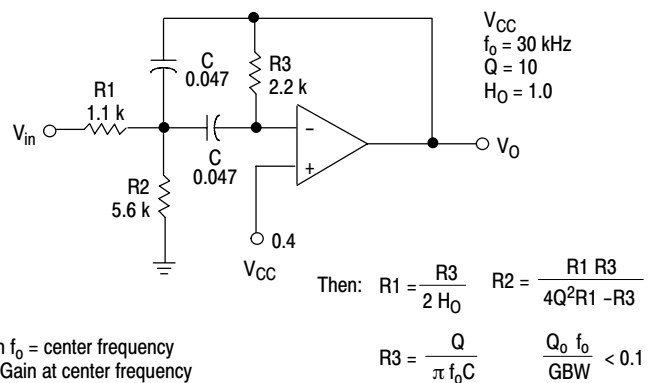 VCC
fo = 30 kHz
Q = 10
HO = 1.0
C
0.047
R3
2.2 k
R1
1.1 k
Vin
C
0.047
−
+
VO
R2
5.6 k
0.4
VCC
Then: R1 = R3 / 2 HO
R2 = R1 R3 / 4Q²R1 −R3
fo = center frequency
Gain at center frequency
R3 = Q / π foC
Qo fo / GBW < 0.1